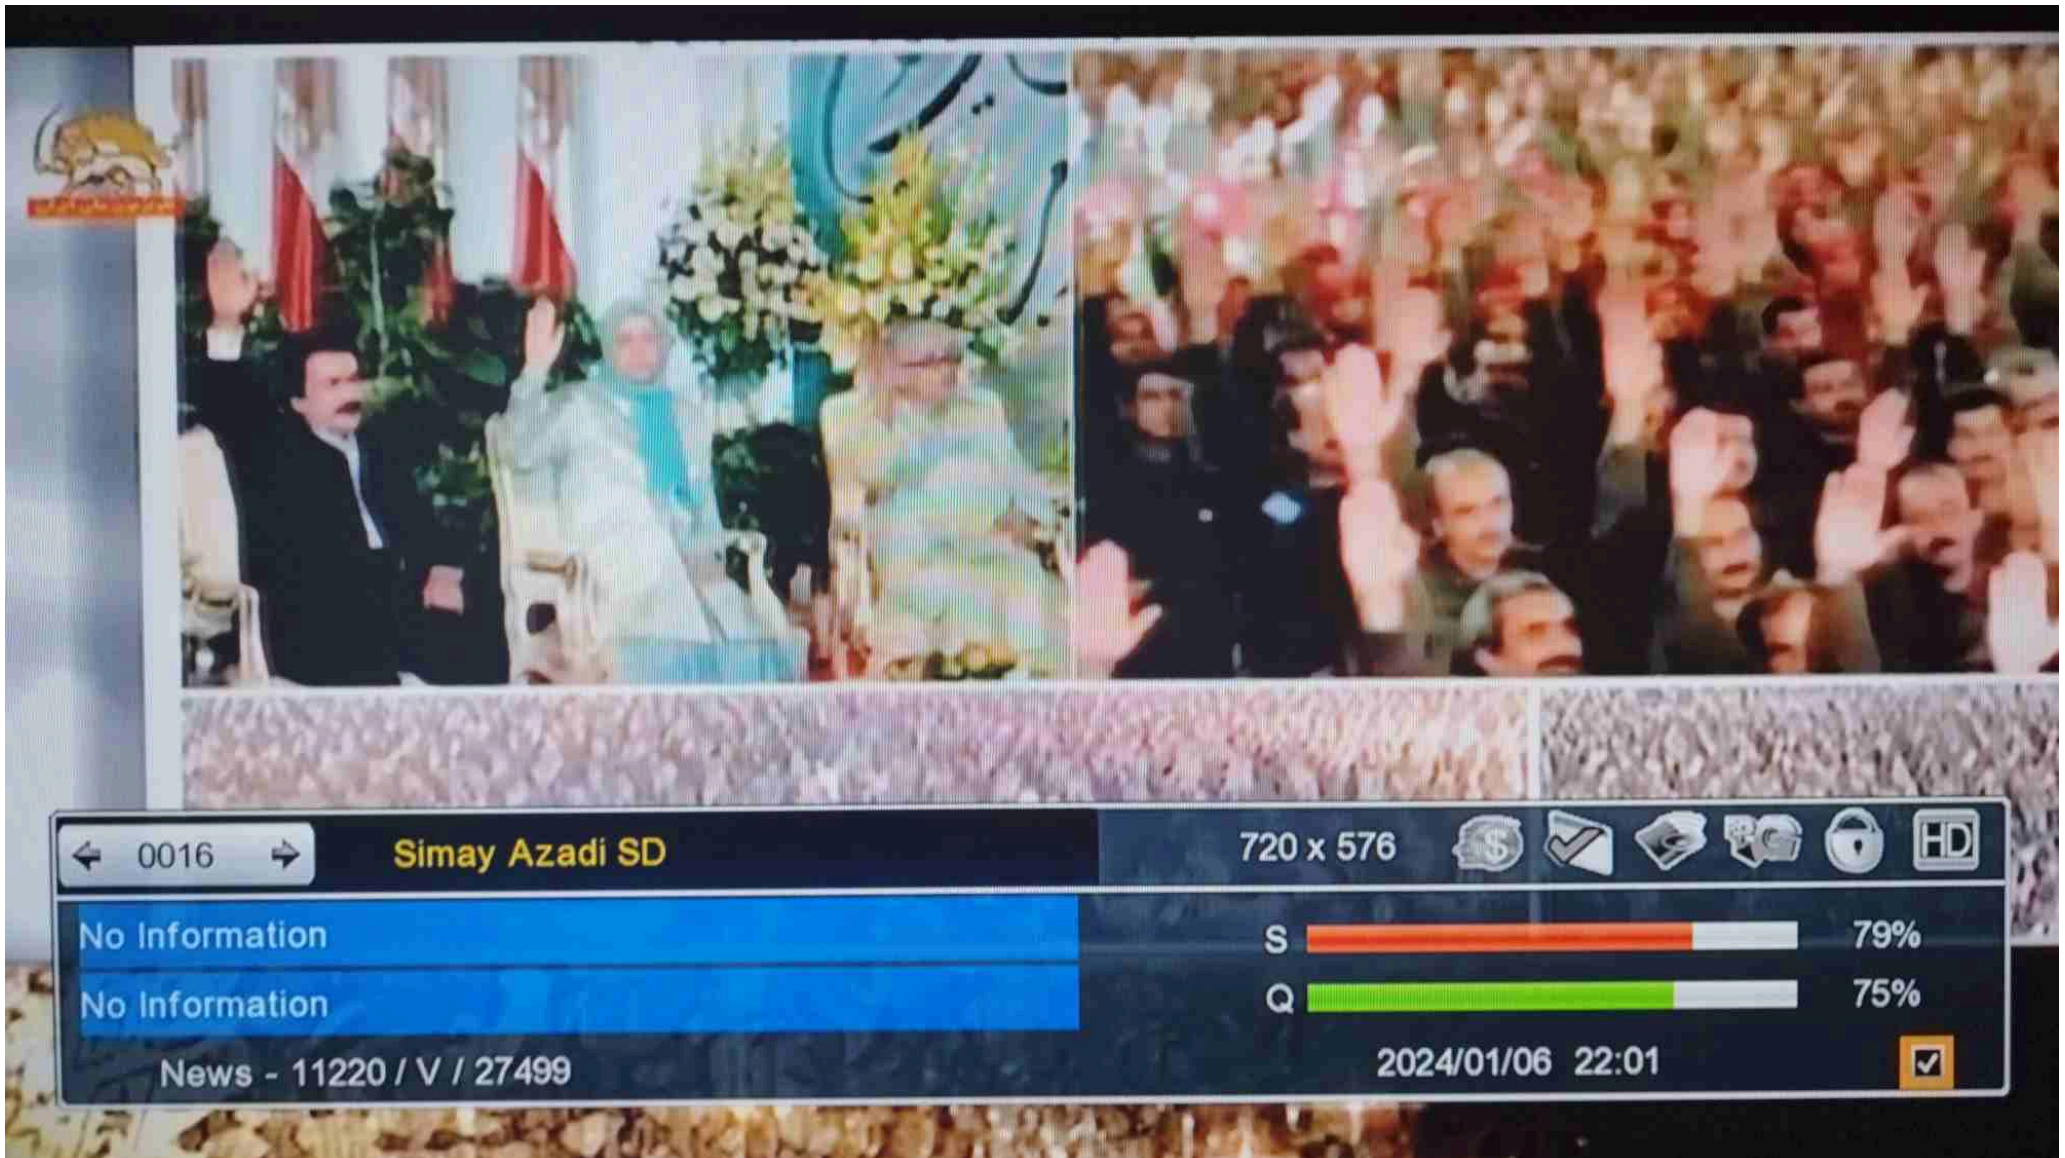 0016
Simay Azadi SD
720 x 576
HD
No Information
S 79%
No Information
Q 75%
News - 11220 / V / 27499
2024/01/06 22:01